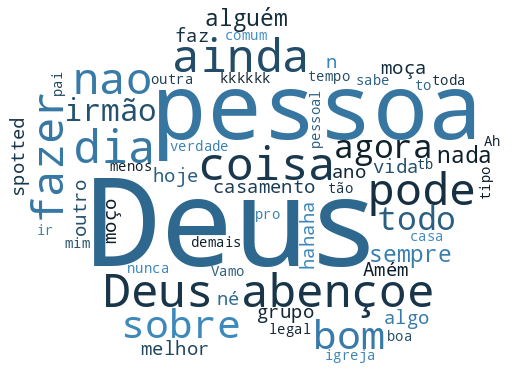 alguém
faz comum
ainda
kkkkkk
outra
pai
nao
n
tempo
moça
sabe
to
toda
pessoa
irmão
spotted
fazer
dia
verdade
pessoal
agora
Ah
menos
coisa
nada
hoje
ano
vida
tb
tipo
casamento
tão
pode
outro
moço
mim
ir
Deus
pro
hahaha
todo
demais
casa
sempre
nunca
Vamo
né
Amém
Deus abençoe
sobre
grupo
legal
bom
algo
boa
melhor
igreja